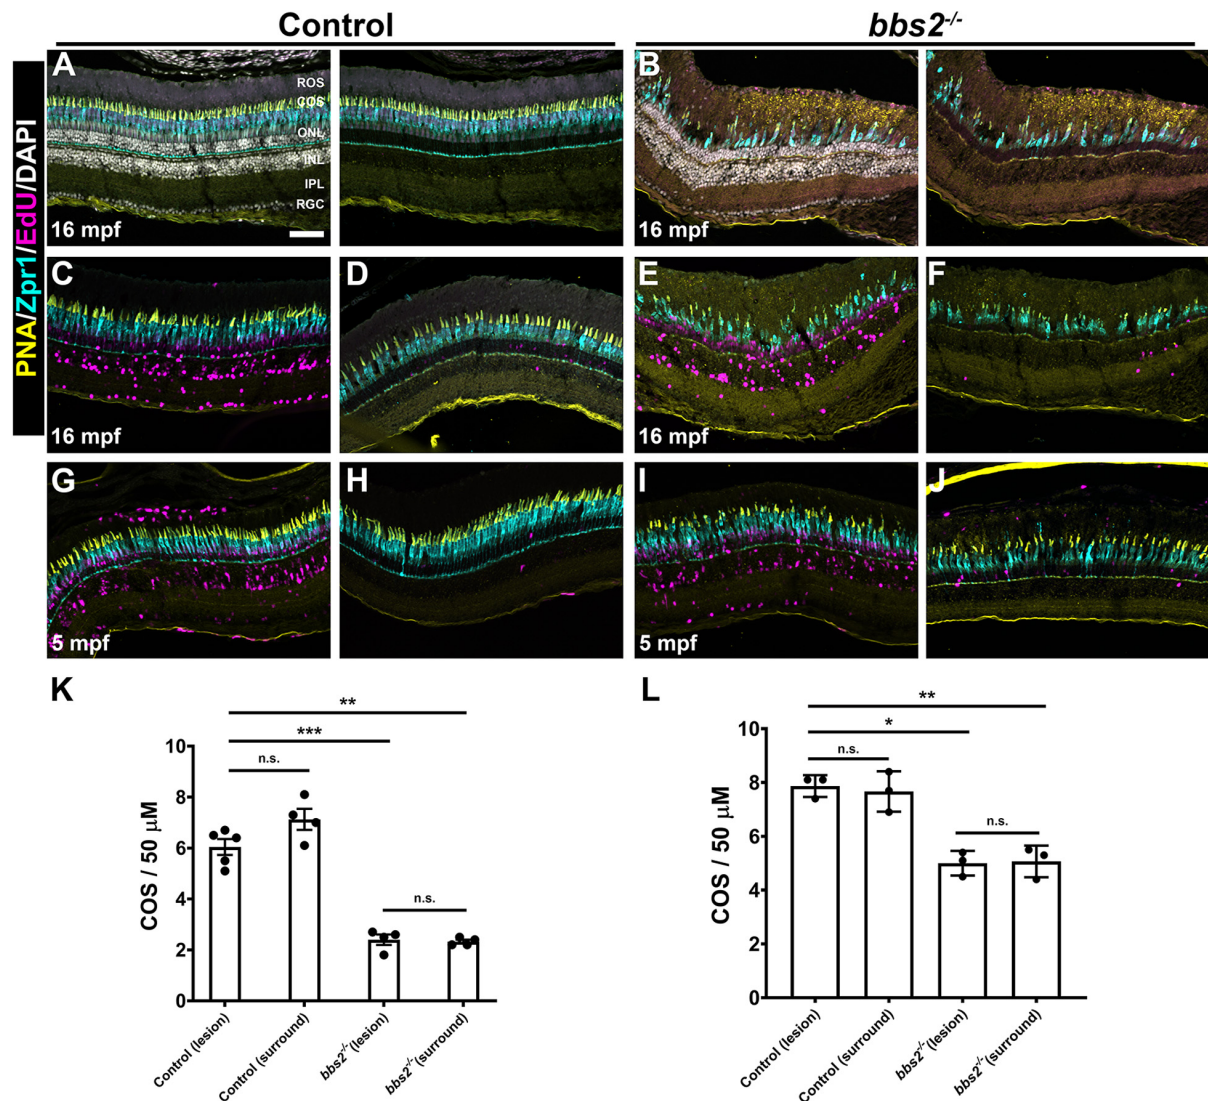 Control
bbs2-/-
PNA/Zpr1/EdU/DAPI
A
ROS
COS
ONL
INL
IPL
RGC
16 mpf
B
16 mpf
C
16 mpf
D
E
16 mpf
F
G
5 mpf
H
I
5 mpf
J
K
**
***
n.s.
n.s.
COS / 50 μM
10
8
6
4
2
0
Control (lesion)
Control (surround)
bbs2-/- (lesion)
bbs2-/- (surround)
L
**
*
n.s.
n.s.
COS / 50 μM
10
8
6
4
2
0
Control (lesion)
Control (surround)
bbs2-/- (lesion)
bbs2-/- (surround)